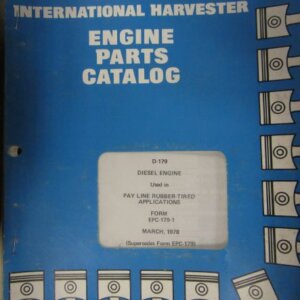 INTERNATIONAL HARVESTER
ENGINE
PARTS
CATALOG
D-179
DIESEL ENGINE
Used in
PAY LINE RUBBER-TIRED
APPLICATIONS
FORM
EPC-179-1
MARCH, 1978
(Supersedes Form EPC-179)